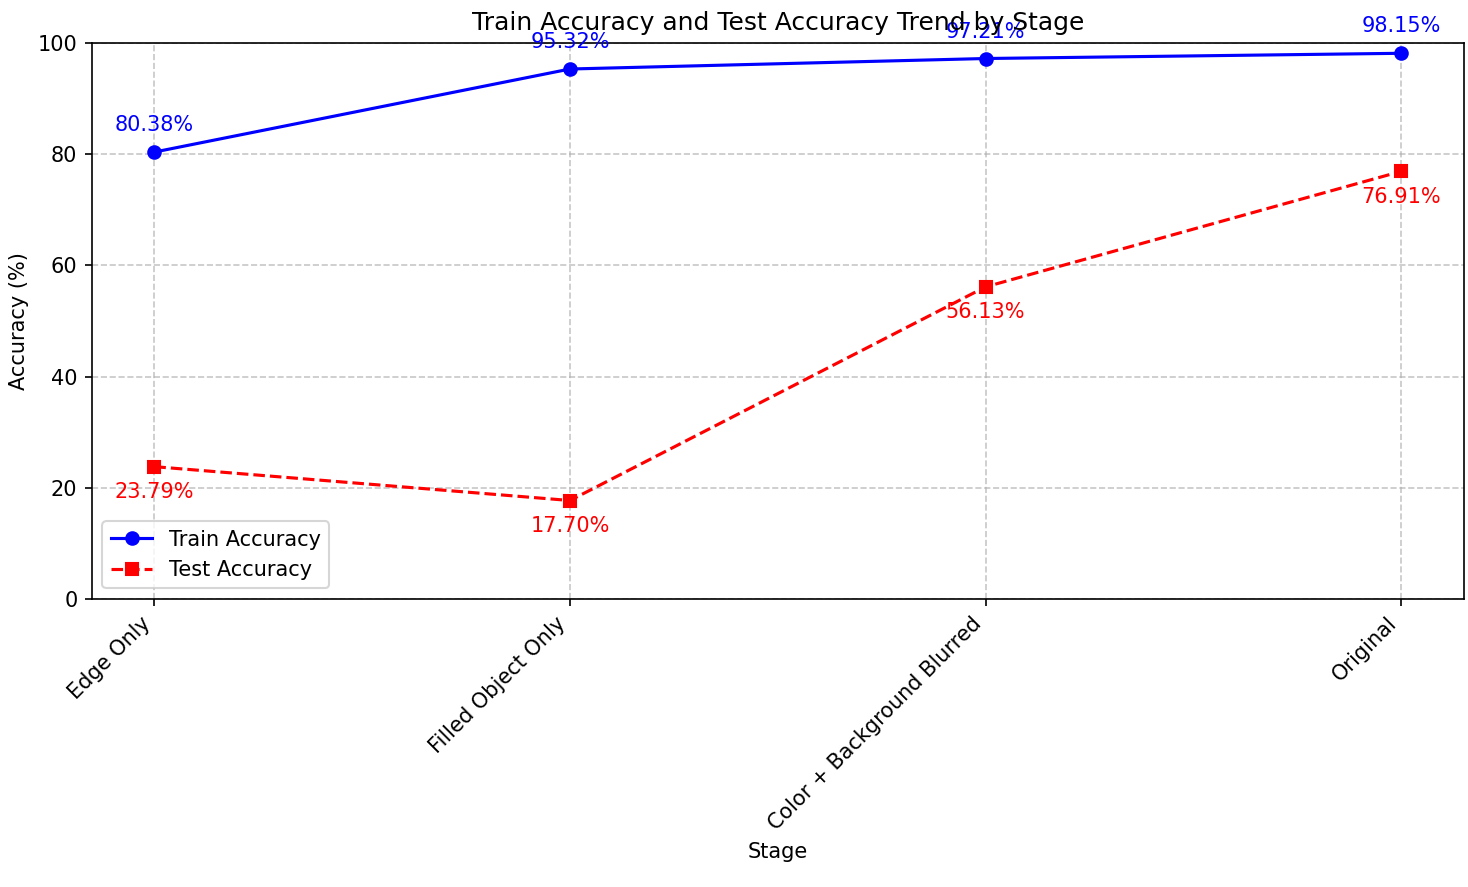 Train Accuracy and Test Accuracy Trend by Stage
95.32%
97.21%
98.15%
80.38%
76.91%
56.13%
23.79%
17.70%
100
80
60
40
20
0
Accuracy (%)
Train Accuracy
Test Accuracy
Edge Only
Filled Object Only
Color + Background Blurred
Original
Stage